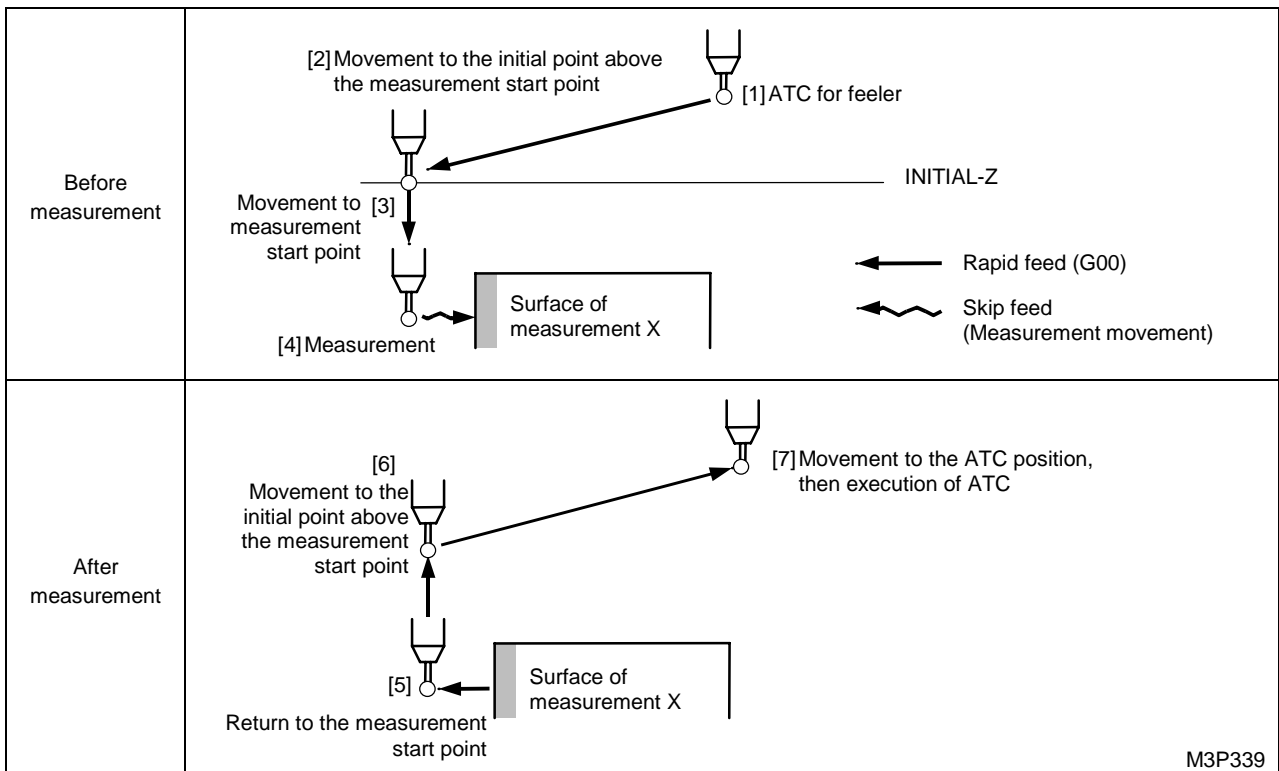 Before
measurement
[2] Movement to the initial point above
the measurement start point
[1] ATC for feeler
INITIAL-Z
Movement to [3]
measurement
start point
Rapid feed (G00)
Surface of
measurement X
Skip feed
(Measurement movement)
[4] Measurement
After
measurement
[6]
Movement to the
initial point above
the measurement
start point
[7] Movement to the ATC position,
then execution of ATC
[5]
Surface of
measurement X
Return to the measurement
start point
M3P339